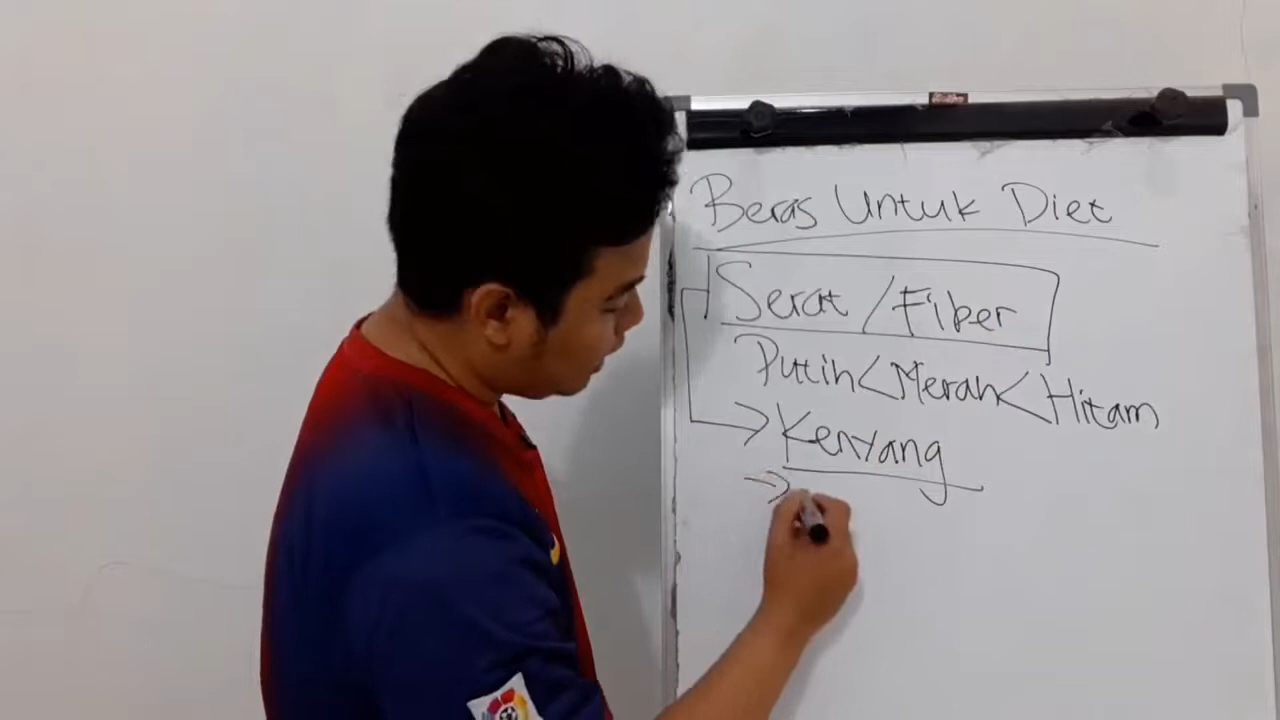 Beras Untuk Diet
Serat / Fiber
Putih < Merah < Hitam
→ Kenyang
→